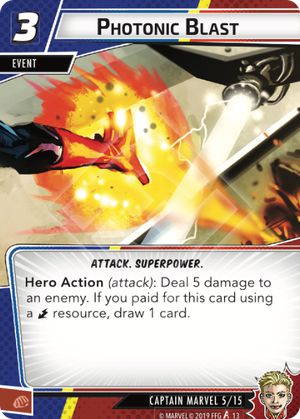 3
PHOTONIC BLAST
EVENT
ATTACK. SUPERPOWER.
Hero Action (attack): Deal 5 damage to
an enemy. If you paid for this card using
a resource, draw 1 card.
CAPTAIN MARVEL 5/15
© MARVEL © 2019 FFG 13